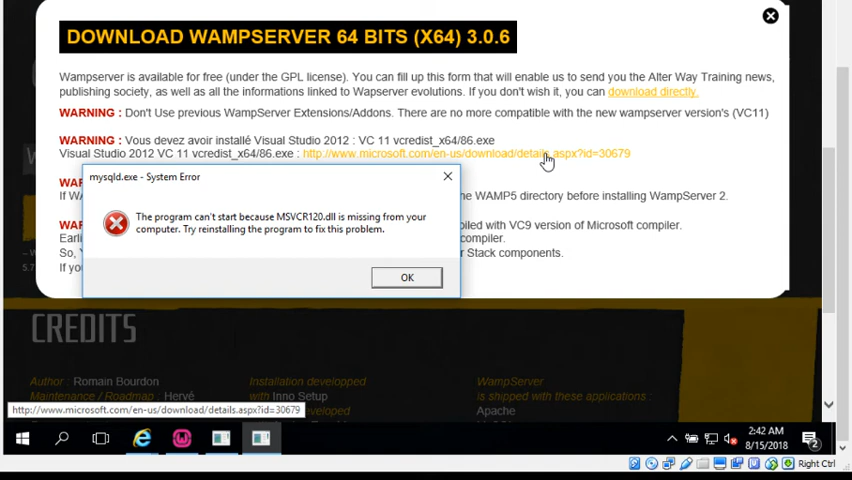 DOWNLOAD WAMPSERVER 64 BITS (X64) 3.0.6
Wampserver is available for free (under the GPL license). You can fill up this form that will enable us to send you the Alter Way Training news,
publishing society, as well as all the informations linked to Wapserver evolutions. If you don't wish it, you can download directly.
WARNING : Don't Use previous WampServer Extensions/Addons. There are no more compatible with the new wampserver version's (VC11)
WARNING : Vous devez avoir installé Visual Studio 2012 : VC 11 vcredist_x64/86.exe
Visual Studio 2012 VC 11 vcredist_x64/86.exe : http://www.microsoft.com/en-us/download/details.aspx?id=30679
mysqld.exe - System Error
If W
the WAMP5 directory before installing WampServer 2.
The program can't start because MSVCR120.dll is missing from your
computer. Try reinstalling the program to fix this problem.
with VC9 version of Microsoft compiler.
Earli
compiler.
So, Y
r Stack components.
If yo
OK
CREDITS
Author : Romain Bourdon
Maintenance / Roadmap : Hervé
Installation developped
with Inno Setup
WampServer
is shipped with these applications :
Apache
http://www.microsoft.com/en-us/download/details.aspx?id=30679
2:42 AM
8/15/2018
2
Right Ctrl